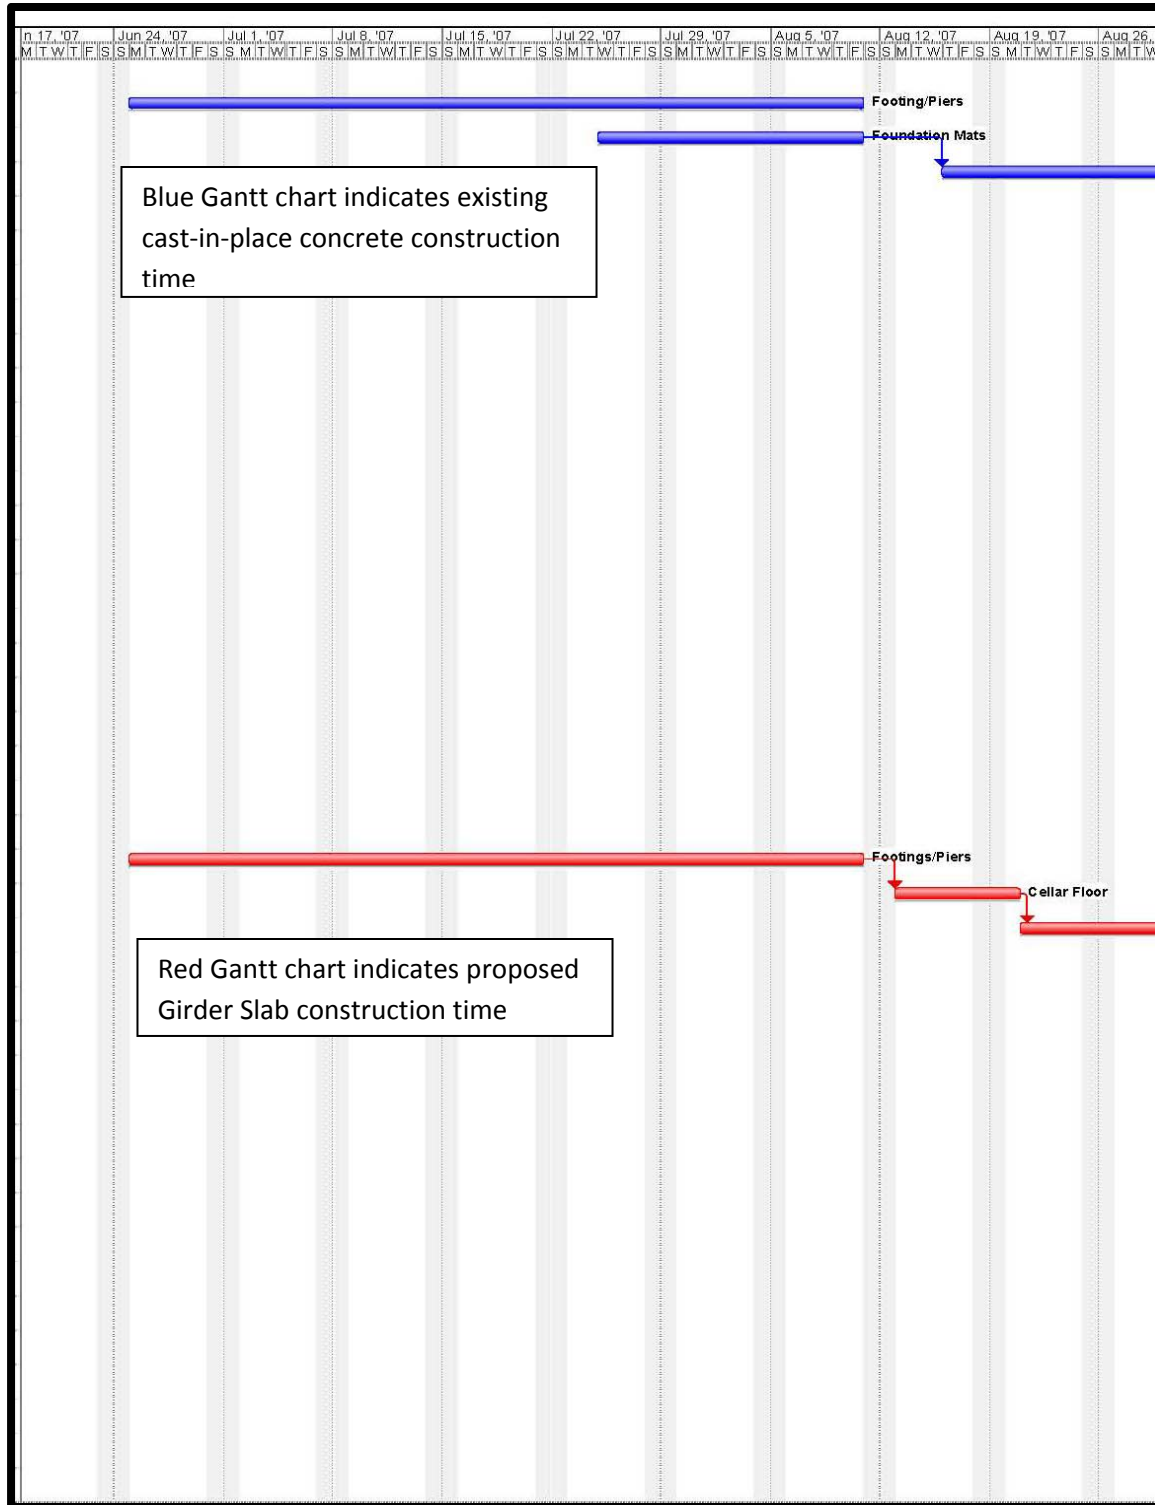 n 17, '07 Jun 24, '07 Jul 1, '07 Jul 8, '07 Jul 15, '07 Jul 22, '07 Jul 29, '07 Aug 5, '07 Aug 12, '07 Aug 19, '07 Aug 26,
M T W T F S S M T W T F S S M T W T F S S M T W T F S S M T W T F S S M T W T F S S M T W T F S S M T W T F S S M T W T F S S M T W T F S S M T W
Footing/Piers
Foundation Mats
Blue Gantt chart indicates existing
cast-in-place concrete construction
time
Footings/Piers
Cellar Floor
Red Gantt chart indicates proposed
Girder Slab construction time